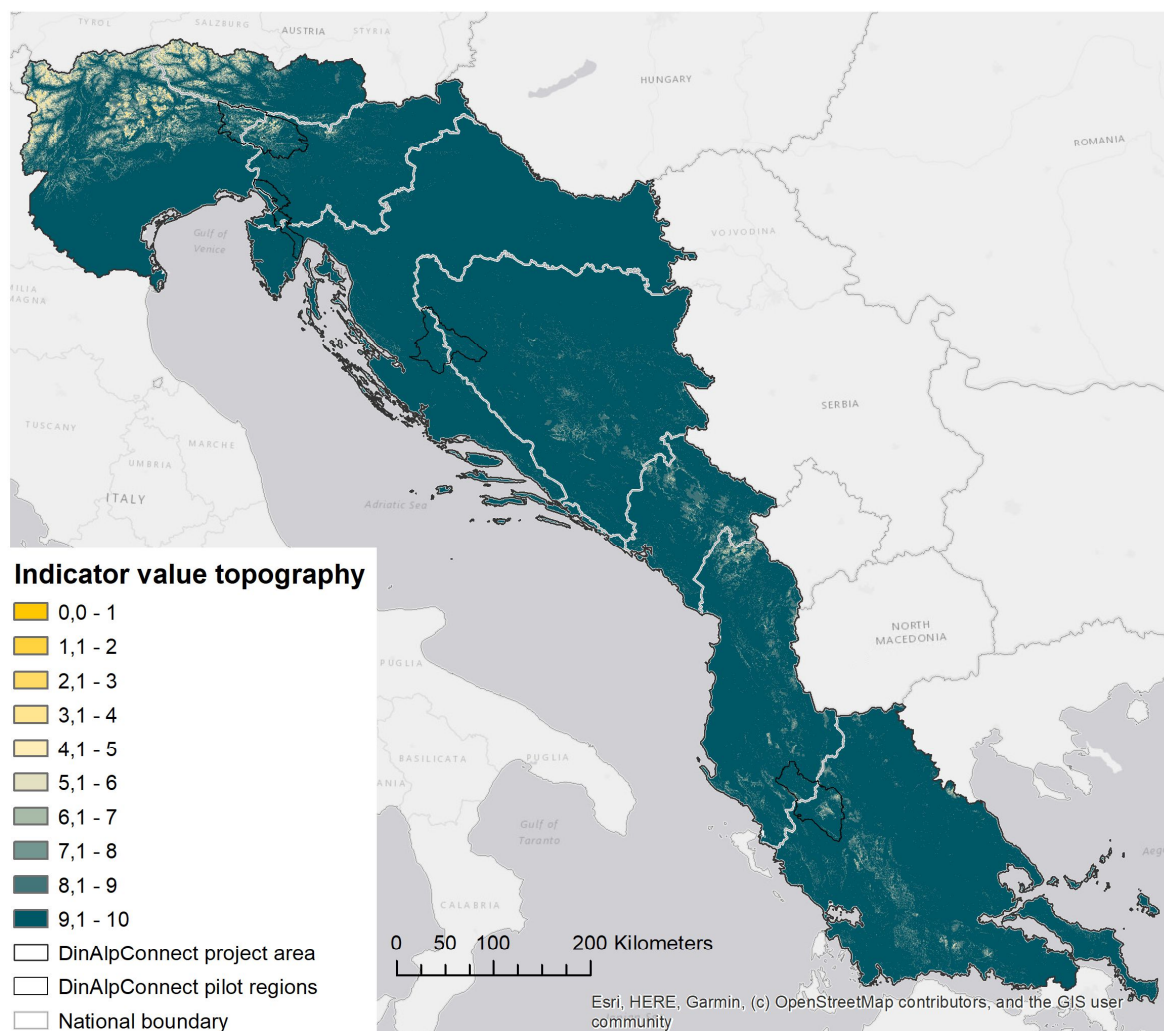 TYROL
SALZBURG
AUSTRIA
STYRIA
HUNGARY
ROMANIA
VOJVODINA
Gulf of
Venice
ILIA
MAGNA
SERBIA
TUSCANY
MARCHE
UMBRIA
ITALY
Adriatic Sea
NORTH
MACEDONIA
PUGLIA
BASILICATA
PUGLIA
ANIA
Gulf of
Taranto
Aeg
CALABRIA
Indicator value topography
0,0 - 1
1,1 - 2
2,1 - 3
3,1 - 4
4,1 - 5
5,1 - 6
6,1 - 7
7,1 - 8
8,1 - 9
9,1 - 10
DinAlpConnect project area
DinAlpConnect pilot regions
National boundary
0 50 100 200 Kilometers
Esri, HERE, Garmin, (c) OpenStreetMap contributors, and the GIS user
community